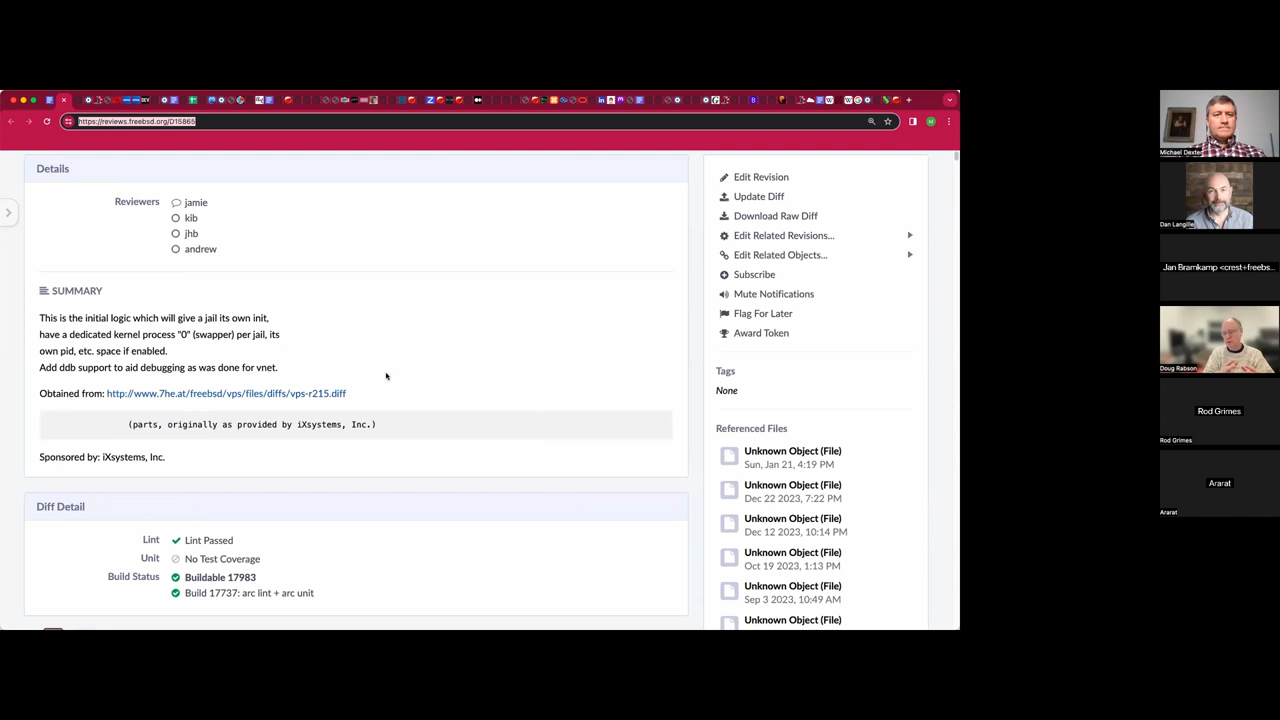 https://reviews.freebsd.org/D15865
Details
Reviewers
jamie
kib
jhb
andrew
SUMMARY
This is the initial logic which will give a jail its own init,
have a dedicated kernel process "0" (swapper) per jail, its
own pid, etc. space if enabled.
Add ddb support to aid debugging as was done for vnet.
Obtained from: http://www.7he.at/freebsd/vps/files/diffs/vps-r215.diff
(parts, originally as provided by iXsystems, Inc.)
Sponsored by: iXsystems, Inc.
Diff Detail
Lint Lint Passed
Unit No Test Coverage
Build Status Buildable 17983
Build 17737: arc lint + arc unit
Edit Revision
Update Diff
Download Raw Diff
Edit Related Revisions...
Edit Related Objects...
Subscribe
Mute Notifications
Flag For Later
Award Token
Tags
None
Referenced Files
Unknown Object (File)
Sun, Jan 21, 4:19 PM
Unknown Object (File)
Dec 22 2023, 7:22 PM
Unknown Object (File)
Dec 12 2023, 10:14 PM
Unknown Object (File)
Oct 19 2023, 1:13 PM
Unknown Object (File)
Sep 3 2023, 10:49 AM
Unknown Object (File)
Michael Dexter
Dan Langille
Jan Bramkamp <crest+freebs...
Doug Rabson
Rod Grimes
Rod Grimes
Ararat
Ararat